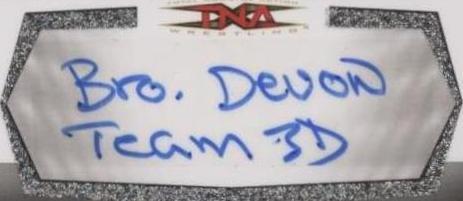 TNA
WRESTLING
Bro. Devon
Team 3D